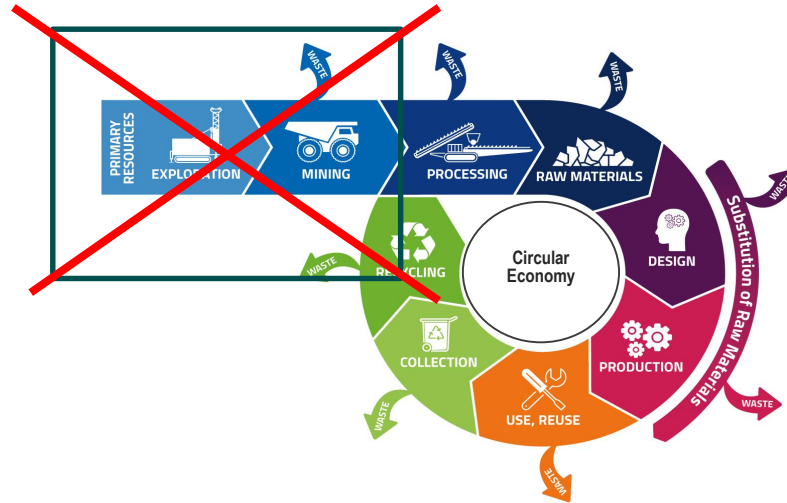 WASTE
WASTE
WASTE
PRIMARY
RESOURCES
EXPLORATION
MINING
PROCESSING
RAW MATERIALS
WASTE
Substitution of Raw Materials
DESIGN
Circular
Economy
WASTE
RECYCLING
PRODUCTION
COLLECTION
WASTE
USE, REUSE
WASTE
WASTE